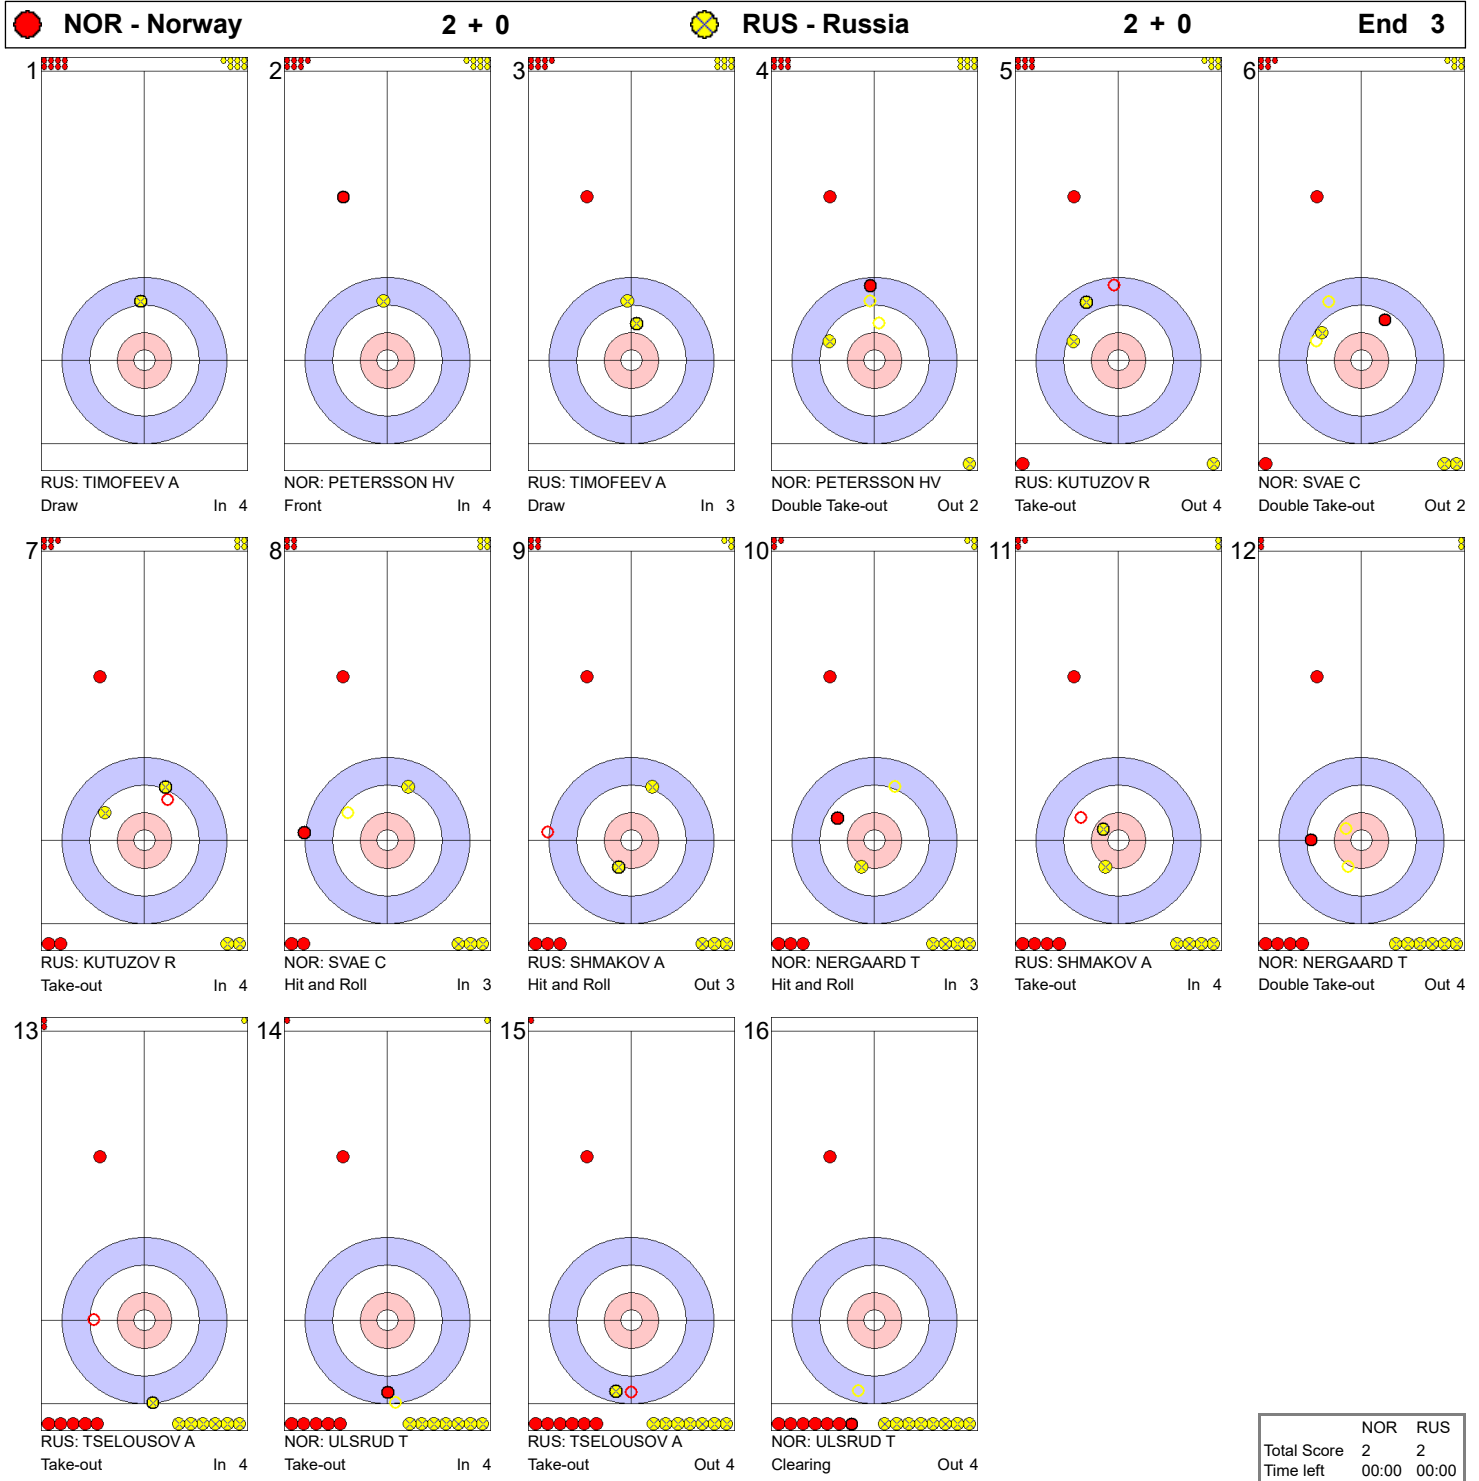 NOR - Norway 2 + 0 RUS - Russia 2 + 0 End 3
1 2 3 4 5 6
RUS: TIMOFEEV A NOR: PETERSSON HV RUS: TIMOFEEV A NOR: PETERSSON HV RUS: KUTUZOV R NOR: SVAE C
Draw In 4 Front In 4 Draw In 3 Double Take-out Out 2 Take-out Out 4 Double Take-out Out 2
7 8 9 10 11 12
RUS: KUTUZOV R NOR: SVAE C RUS: SHMAKOV A NOR: NERGAARD T RUS: SHMAKOV A NOR: NERGAARD T
Take-out In 4 Hit and Roll In 3 Hit and Roll Out 3 Hit and Roll In 3 Take-out In 4 Double Take-out Out 4
13 14 15 16
RUS: TSELOUSOV A NOR: ULSRUD T RUS: TSELOUSOV A NOR: ULSRUD T
Take-out In 4 Take-out In 4 Take-out Out 4 Clearing Out 4
NOR RUS
Total Score 2 2
Time left 00:00 00:00